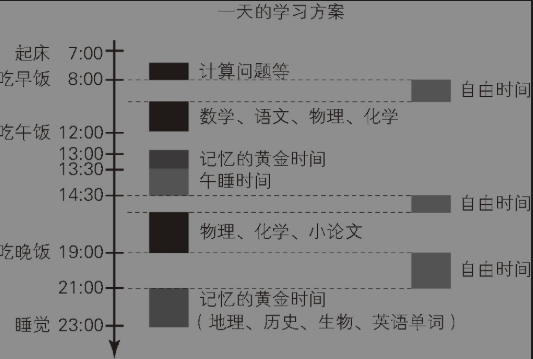 一天的学习方案
起床 7:00
计算问题等
吃早饭 8:00
自由时间
数学、语文、物理、化学
吃午饭 12:00
13:00
记忆的黄金时间
13:30
午睡时间
14:30
自由时间
物理、化学、小论文
吃晚饭 19:00
自由时间
21:00
记忆的黄金时间
睡觉 23:00
(地理、历史、生物、英语单词)